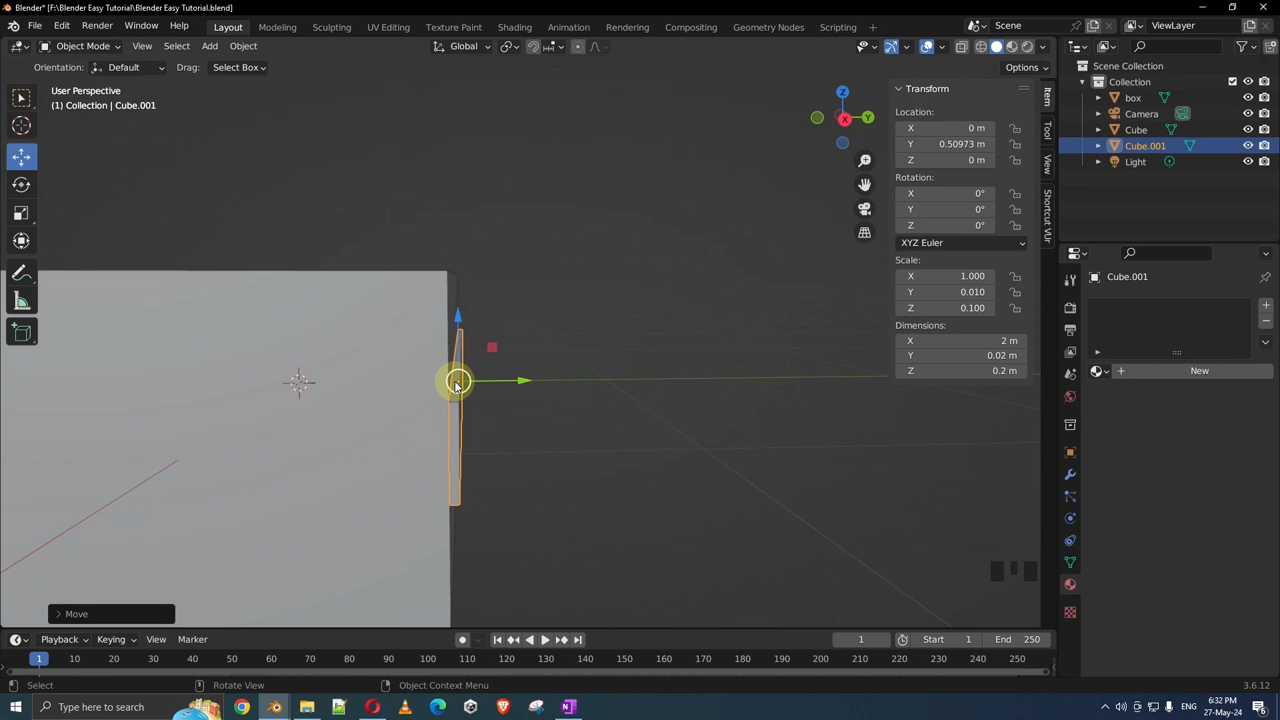 Blender* [F:\Blender Easy Tutorial\Blender Easy Tutorial.blend]
File Edit Render Window Help Layout Modeling Sculpting UV Editing Texture Paint Shading Animation Rendering Compositing Geometry Nodes Scripting + Scene ViewLayer
Object Mode View Select Add Object Global
Orientation: Default Drag: Select Box Options
User Perspective
(1) Collection | Cube.001
Z
Y
X
Transform
Location:
X 0 m
Y 0.50973 m
Z 0 m
Rotation:
X 0°
Y 0°
Z 0°
XYZ Euler
Scale:
X 1.000
Y 0.010
Z 0.100
Dimensions:
X 2 m
Y 0.02 m
Z 0.2 m
Item
Tool
View
Shortcut VUr
Scene Collection
Collection
box
Camera
Cube
Cube.001
Light
Cube.001
+ New
Move
Playback Keying View Marker 1 Start 1 End 250
1 10 20 30 40 50 60 70 80 90 100 110 120 130 140 150 160 170 180 190 200 210 220 230 240 250
Select Rotate View Object Context Menu 3.6.12
Type here to search
6:32 PM
27-May-24